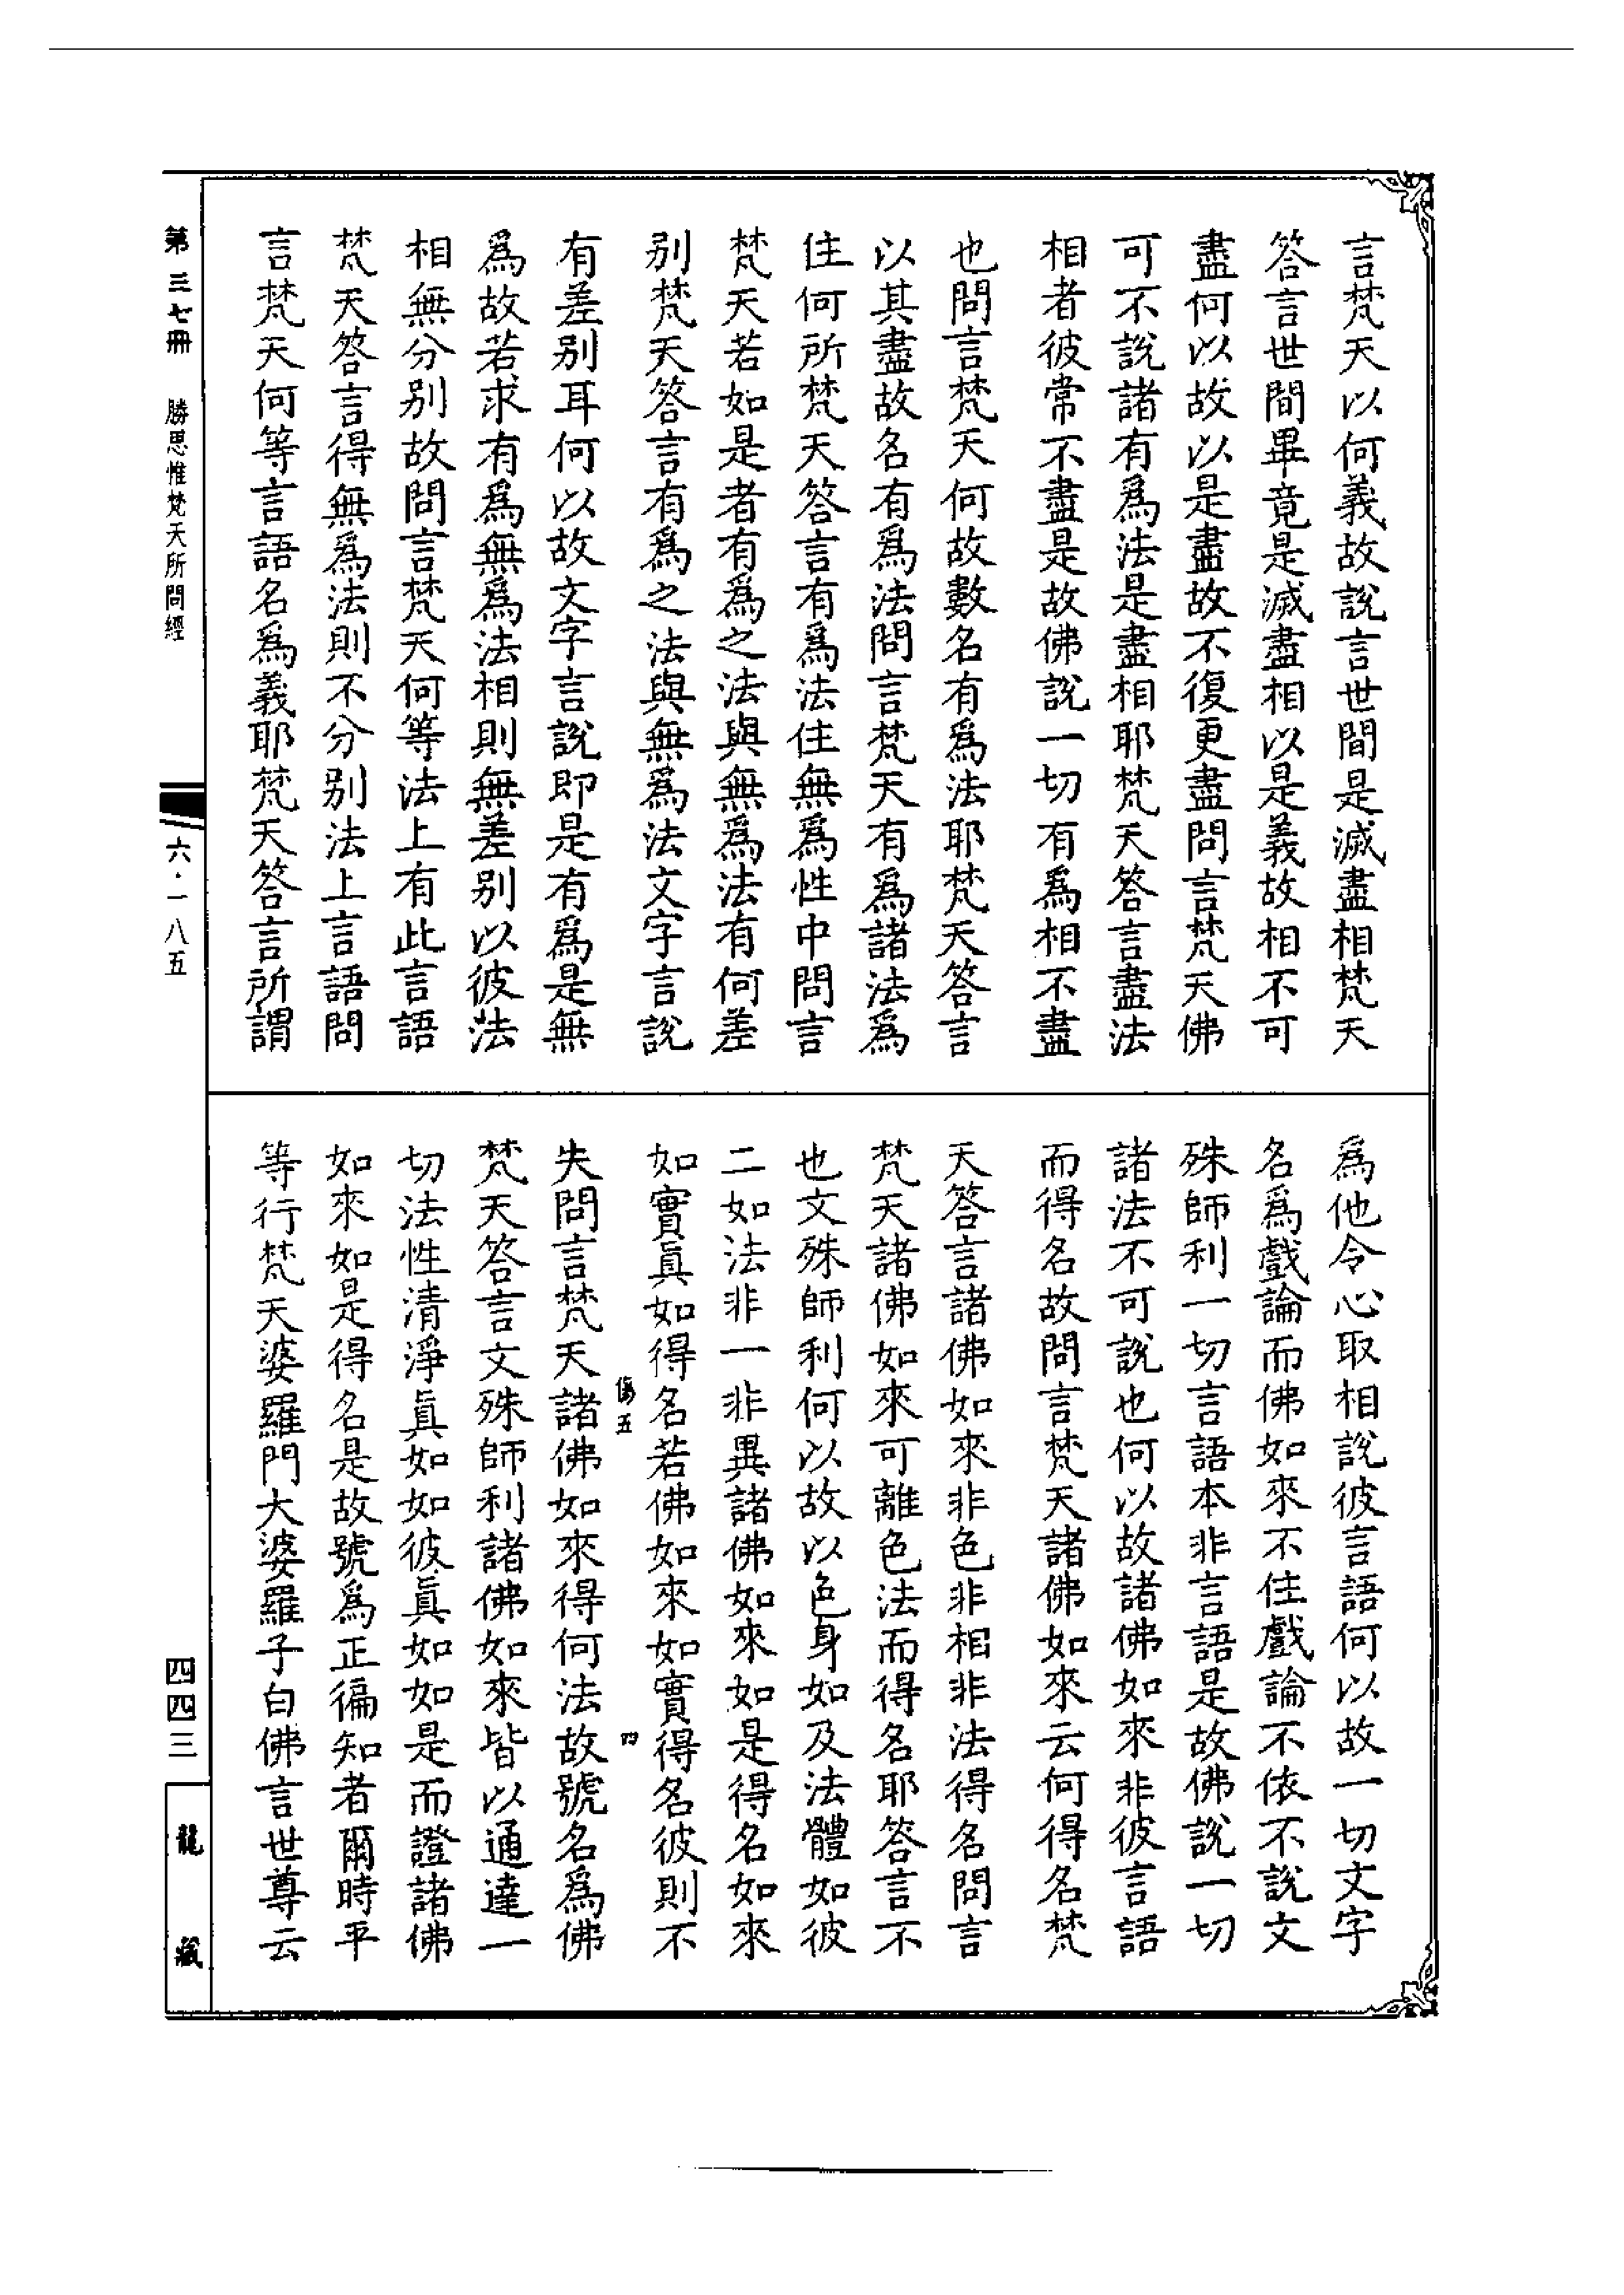 言梵天以何義故說言世間是滅盡相梵天
答言世間畢竟是滅盡相以是義故相不可
盡何以故以是盡故不復更盡問言梵天佛
可不說諸有爲法是盡相耶梵天答言盡法
相者彼常不盡是故佛說一切有爲相不盡
也問言梵天何故數名有爲法耶梵天答言
以其盡故名有爲法問言梵天有爲諸法爲
住何所梵天答言有爲法住無爲性中問言
梵天若如是者有爲之法與無爲法有何差
別梵天答言有爲之法與無爲法文字言說
有差別耳何以故文字言說即是有爲是無
爲故若求有爲無爲法相則無差別以彼法
相無分別故問言梵天何等法上有此言語
梵天答言得無爲法則不分別法上言語問
言梵天何等言語名爲義耶梵天答言所謂
爲他令心取相說彼言語何以故一切文字
名爲戲論而佛如來不住戲論不依不說文
殊師利一切言語本非言語是故佛說一切
諸法不可說也何以故諸佛如來非彼言語
而得名故問言梵天諸佛如來云何得名梵
天答言諸佛如來非色非相非法得名問言
梵天諸佛如來可離色法而得名耶答言不
也文殊師利何以故以色身如及法體如彼
二如法非一非異諸佛如來如是得名如來
如實眞如得名若佛如來如實得名彼則不
傷五
四
失問言梵天諸佛如來得何法故號名爲佛
梵天答言文殊師利諸佛如來皆以通達一
切法性清淨眞如如彼眞如如是而證諸佛
如來如是得名是故號爲正徧知者爾時平
等行梵天婆羅門大婆羅子白佛言世尊云
第三七冊 勝思惟梵天所問經
六·一八五
四四三
龍藏